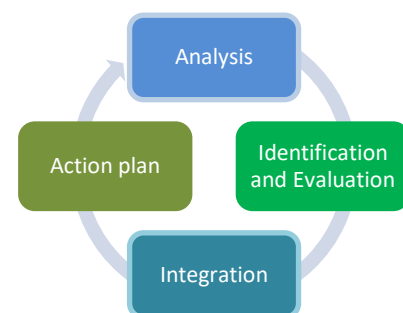 Analysis
Identification
and Evaluation
Integration
Action plan